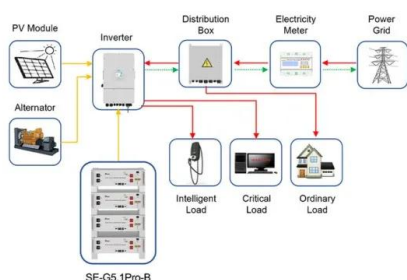 PV Module
Inverter
Distribution
Box
Electricity
Meter
Power
Grid
Alternator
Intelligent
Load
Critical
Load
Ordinary
Load
SE-G5.1Pro-B